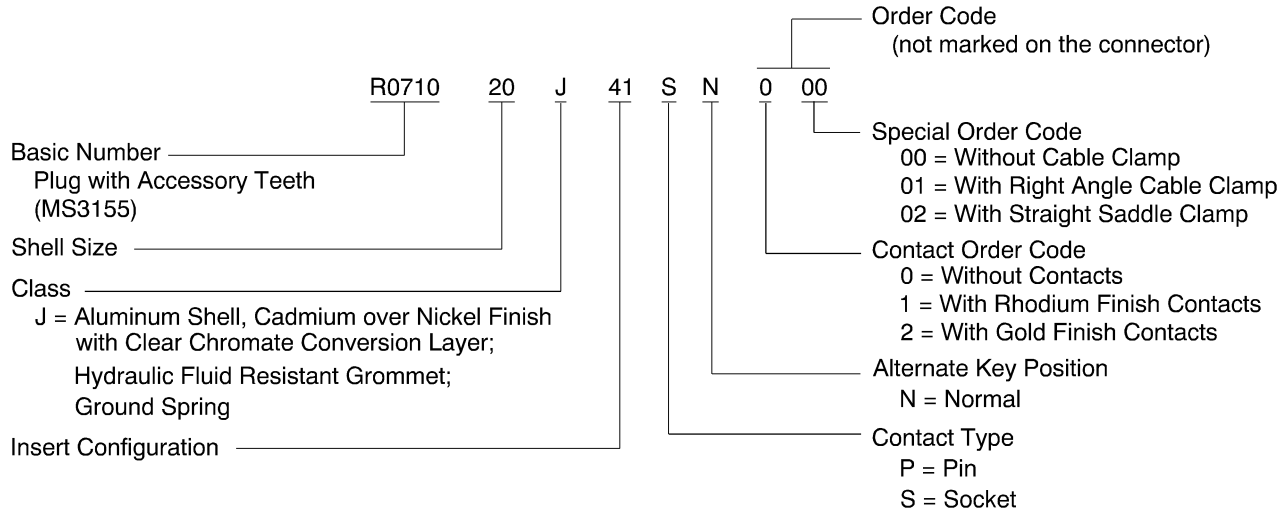 Order Code
(not marked on the connector)
R0710 20 J 41 S N 0 00
Basic Number
Plug with Accessory Teeth
(MS3155)
Shell Size
Class
J = Aluminum Shell, Cadmium over Nickel Finish
with Clear Chromate Conversion Layer;
Hydraulic Fluid Resistant Grommet;
Ground Spring
Insert Configuration
Special Order Code
00 = Without Cable Clamp
01 = With Right Angle Cable Clamp
02 = With Straight Saddle Clamp
Contact Order Code
0 = Without Contacts
1 = With Rhodium Finish Contacts
2 = With Gold Finish Contacts
Alternate Key Position
N = Normal
Contact Type
P = Pin
S = Socket